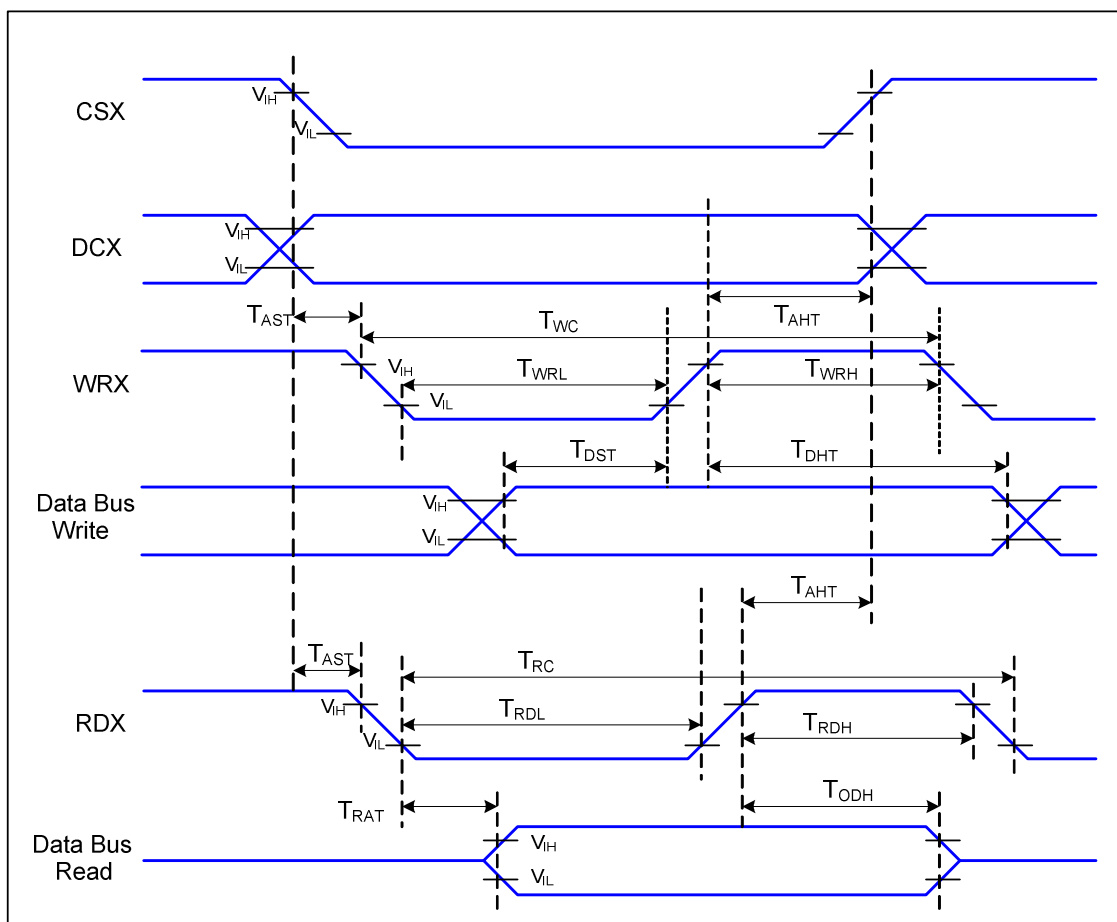 CSX
VIH
VIL
DCX
VIH
VIL
TAST
TWC
TAHT
WRX
VIH
VIL
TWRL
TWRH
TDST
TDHT
Data Bus
Write
VIH
VIL
TAHT
TAST
TRC
RDX
VIH
VIL
TRDL
TRDH
TRAT
TODH
Data Bus
Read
VIH
VIL